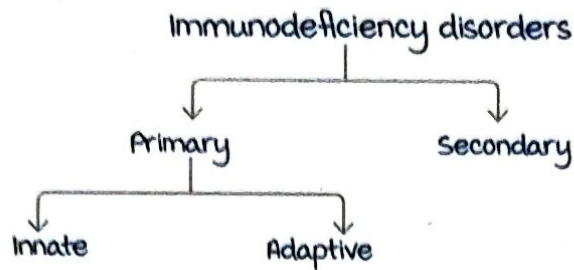 Immunodeficiency disorders
Primary
Secondary
Innate
Adaptive